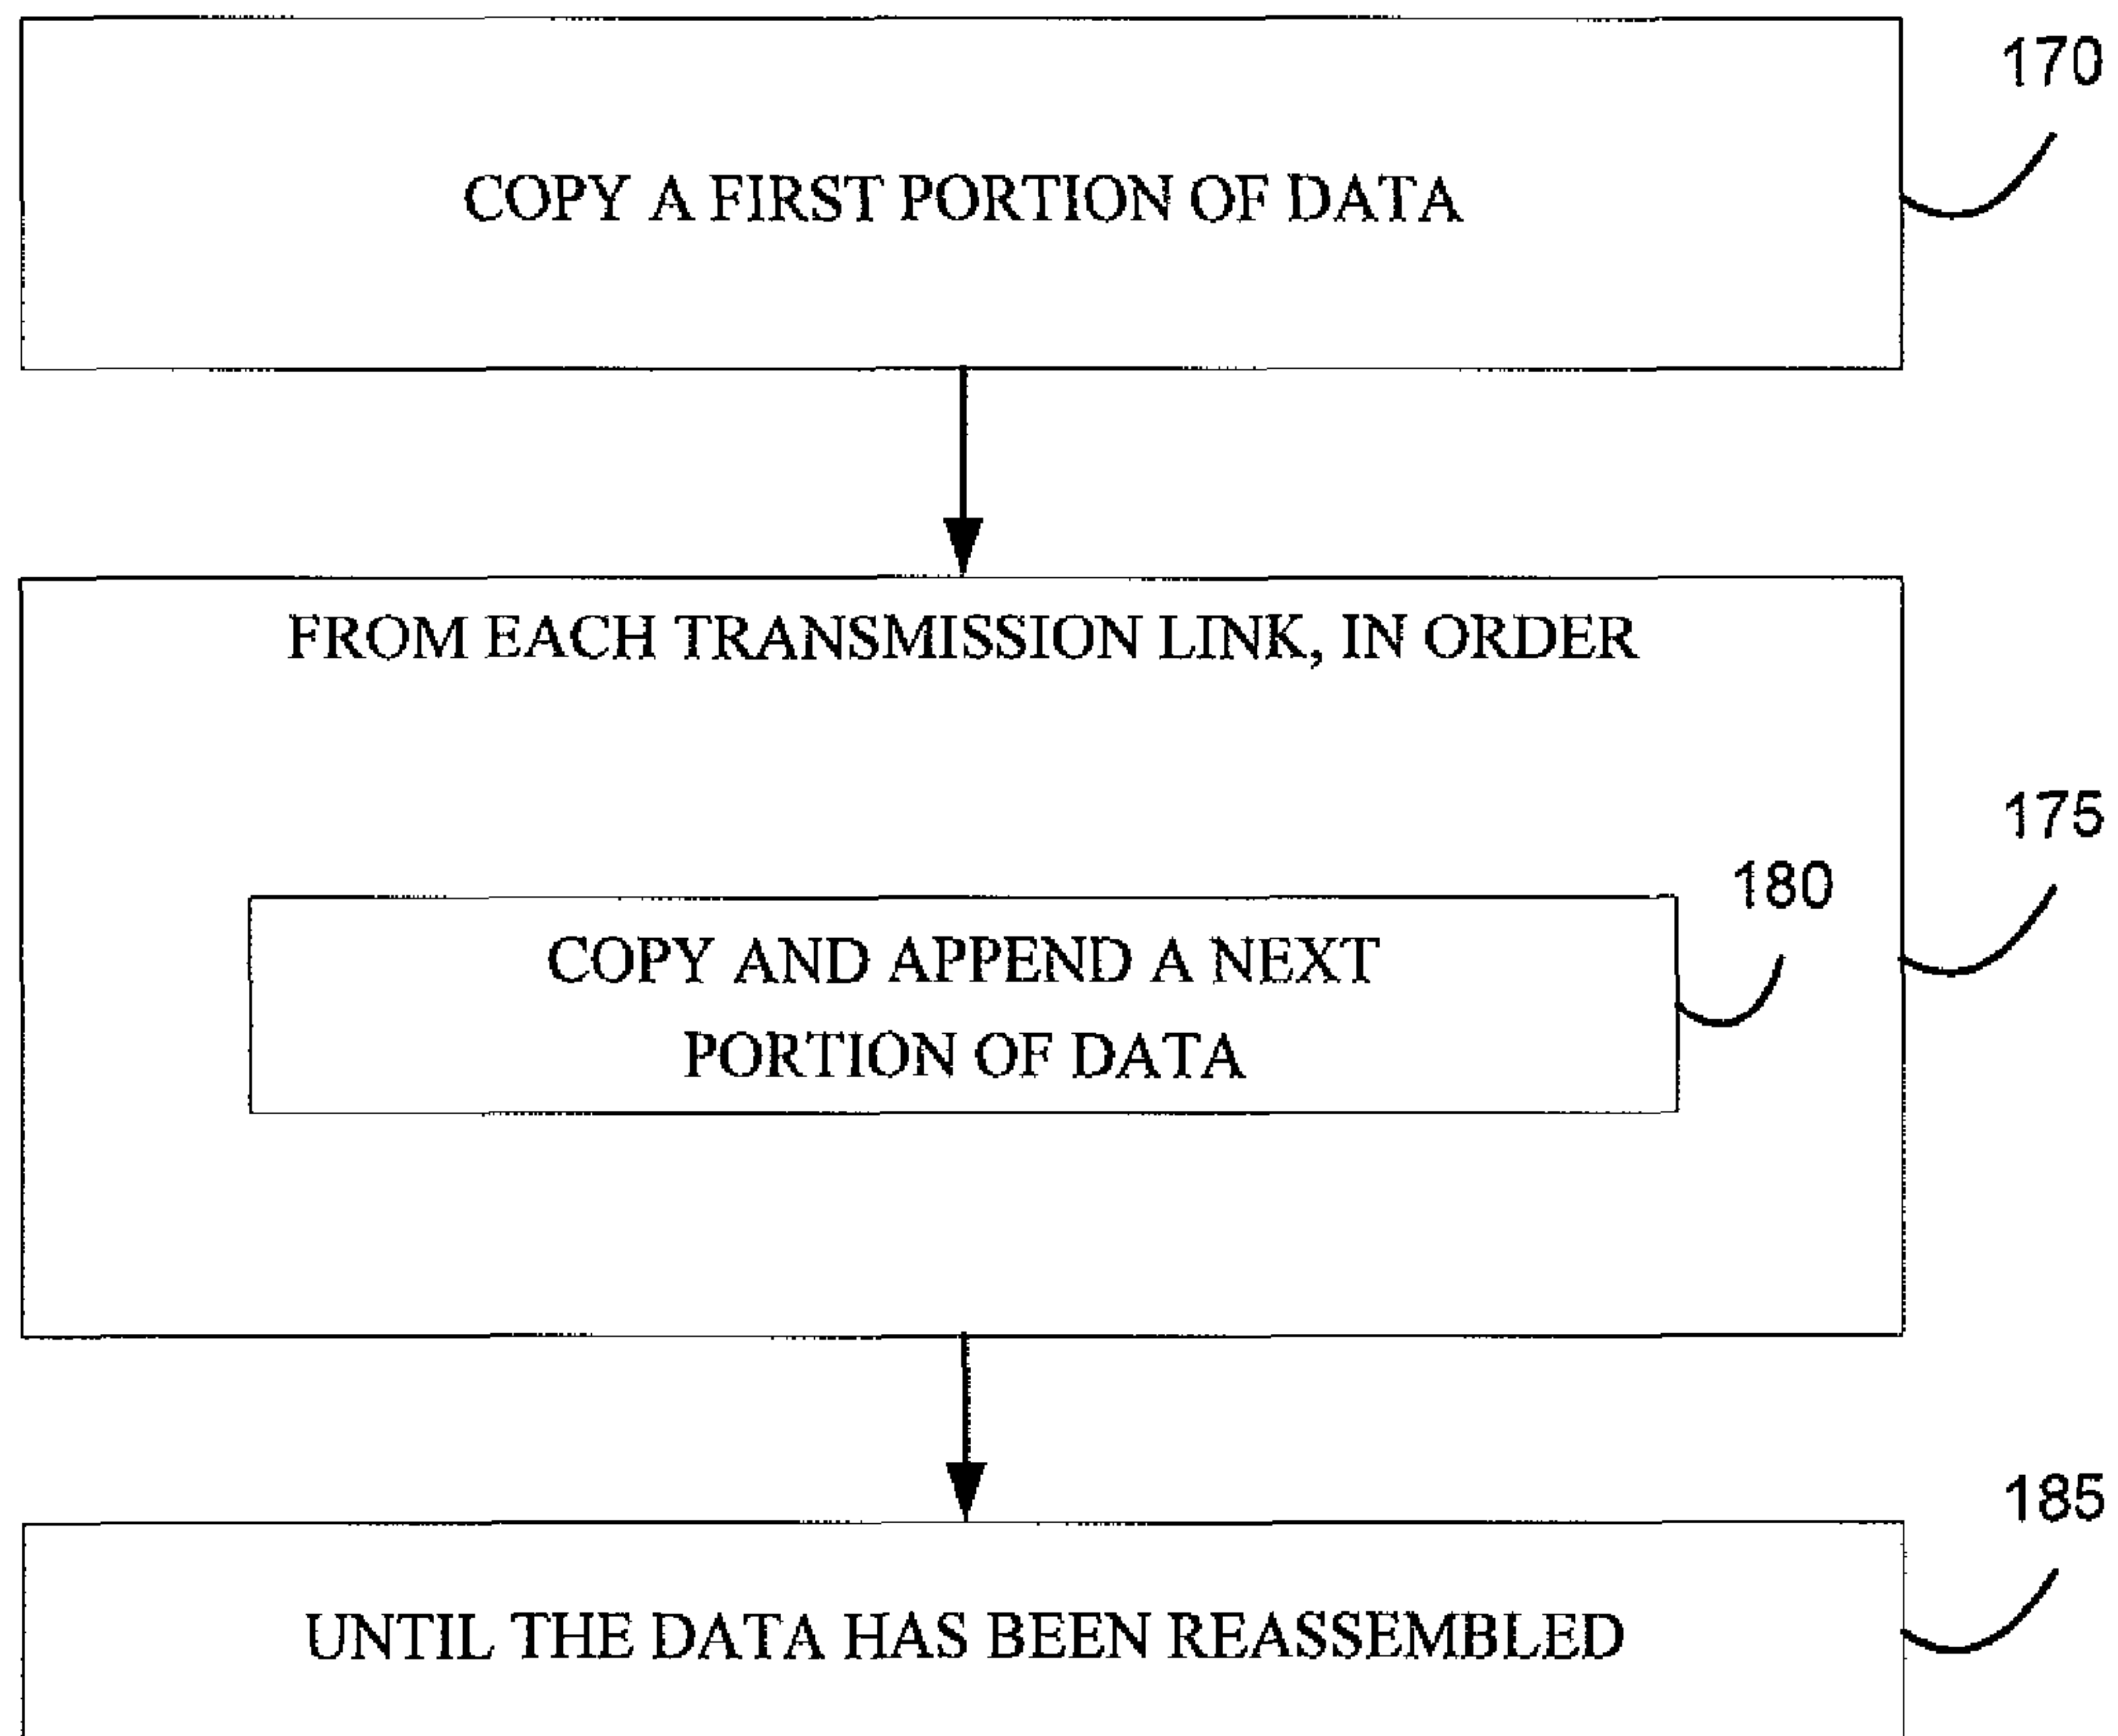 170
COPY A FIRST PORTION OF DATA
FROM EACH TRANSMISSION LINK, IN ORDER
175
180
COPY AND APPEND A NEXT
PORTION OF DATA
185
UNTIL THE DATA HAS BEEN REASSEMBLED